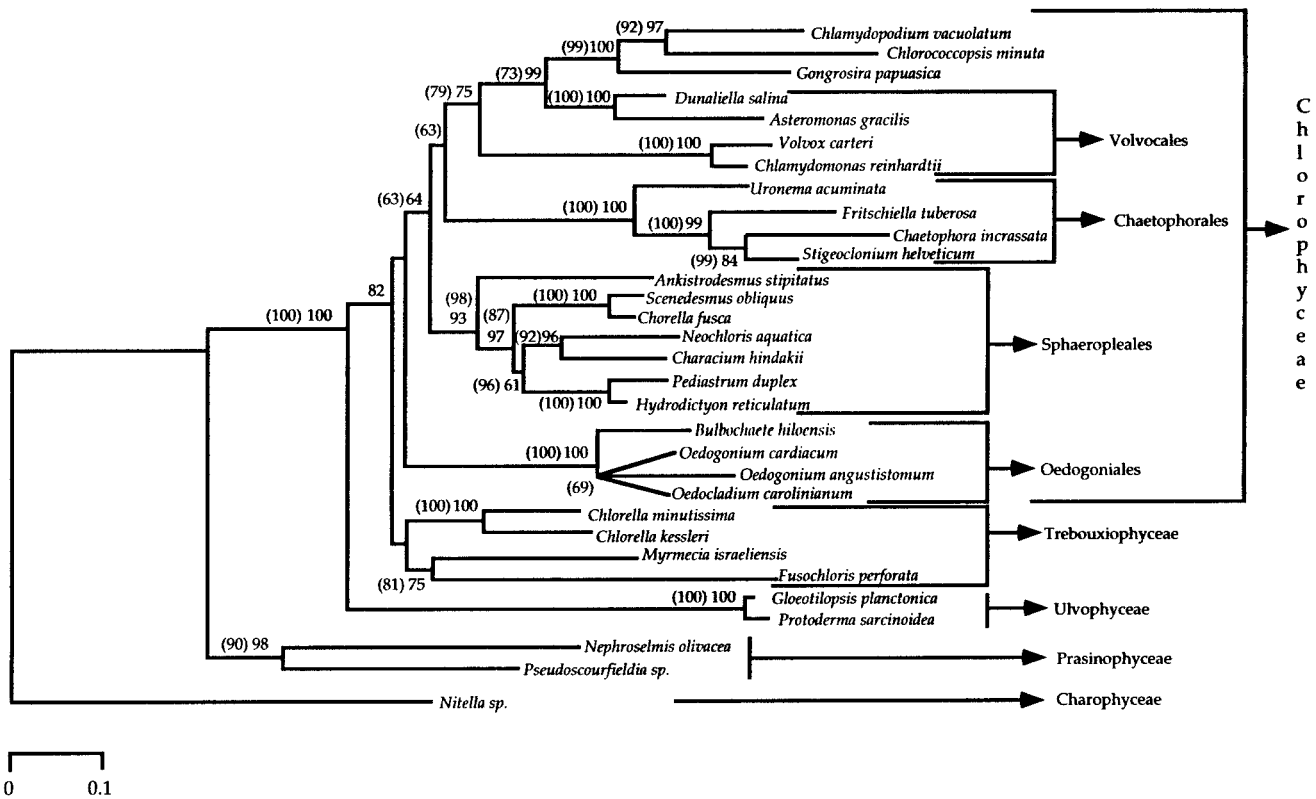 (92) 97
Chlamydopodium vacuolatum
Chlorococcopsis minuta
(99) 100
Gongrosira papuasica
(73) 99
(79) 75
(100) 100
Dunaliella salina
Asteromonas gracilis
(63)
(100) 100
Volvox carteri
Chlamydomonas reinhardtii
Volvocales
Uronema acuminata
(63) 64
(100) 100
Fritschiella tuberosa
(100) 99
Chaetophora incrassata
Stigeoclonium helveticum
(99) 84
Chaetophorales
Chlorophyceae
Ankistrodesmus stipitatus
82
(98)
93
(100) 100
Scenedesmus obliquus
Chorella fusca
(87)
97
(92) 96
Neochloris aquatica
Characium hindakii
Sphaeropleales
(100) 100
(96) 61
Pediastrum duplex
(100) 100
Hydrodictyon reticulatum
Bulbochaete hiloensis
(100) 100
Oedogonium cardiacum
Oedogonium angustistomum
Oedogoniales
(69)
Oedocladium carolinianum
(100) 100
Chlorella minutissima
Chlorella kessleri
Trebouxiophyceae
Myrmecia israeliensis
(81) 75
Fusochloris perforata
(100) 100
Gloeotilopsis planctonica
Protoderma sarcinoidea
Ulvophyceae
(90) 98
Nephroselmis olivacea
Pseudoscourfieldia sp.
Prasinophyceae
Nitella sp.
Charophyceae
0 0.1